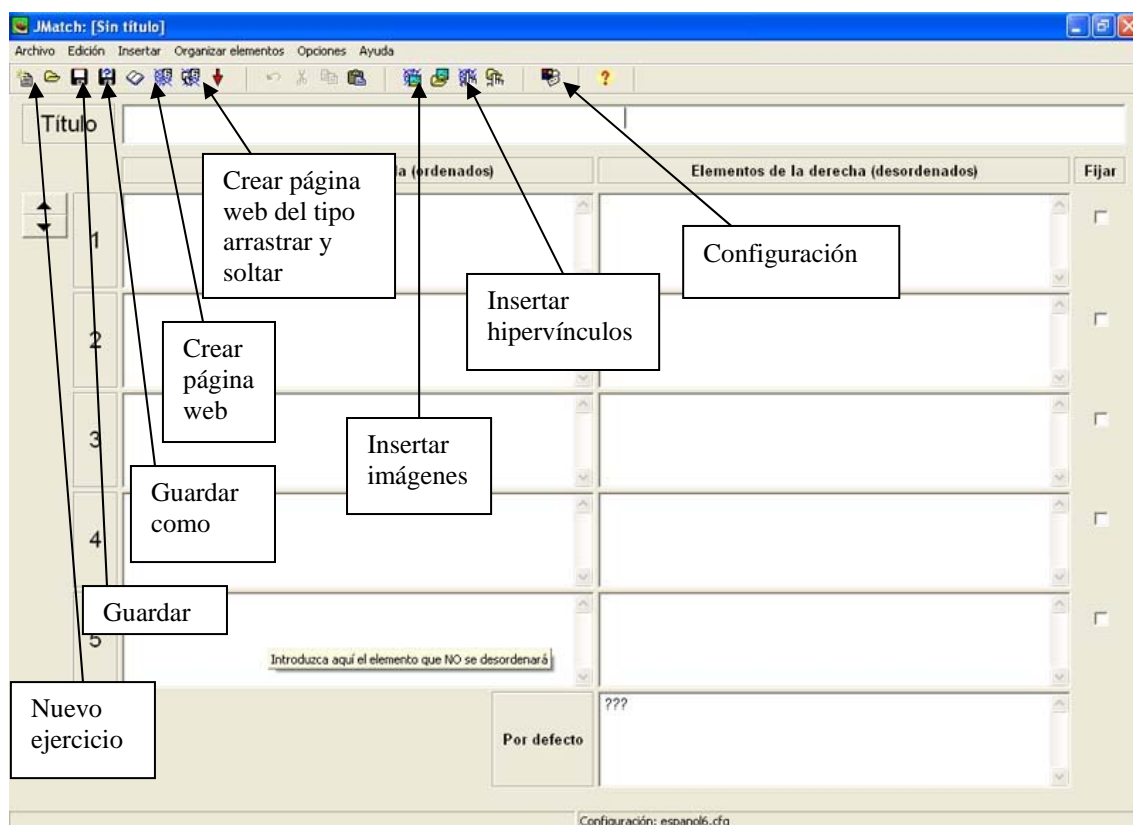 JMatch: [Sin título]
Archivo Edición Insertar Organizar elementos Opciones Ayuda
Título
la (ordenados)
Elementos de la derecha (desordenados)
Fijar
Crear página
web del tipo
arrastrar y
soltar
Configuración
1
Insertar
hipervínculos
2
Crear
página
web
3
Insertar
imágenes
Guardar
como
4
Guardar
5
Introduzca aquí el elemento que NO se desordenará
Nuevo
ejercicio
Por defecto
???
Configuración: espanol6.cfg